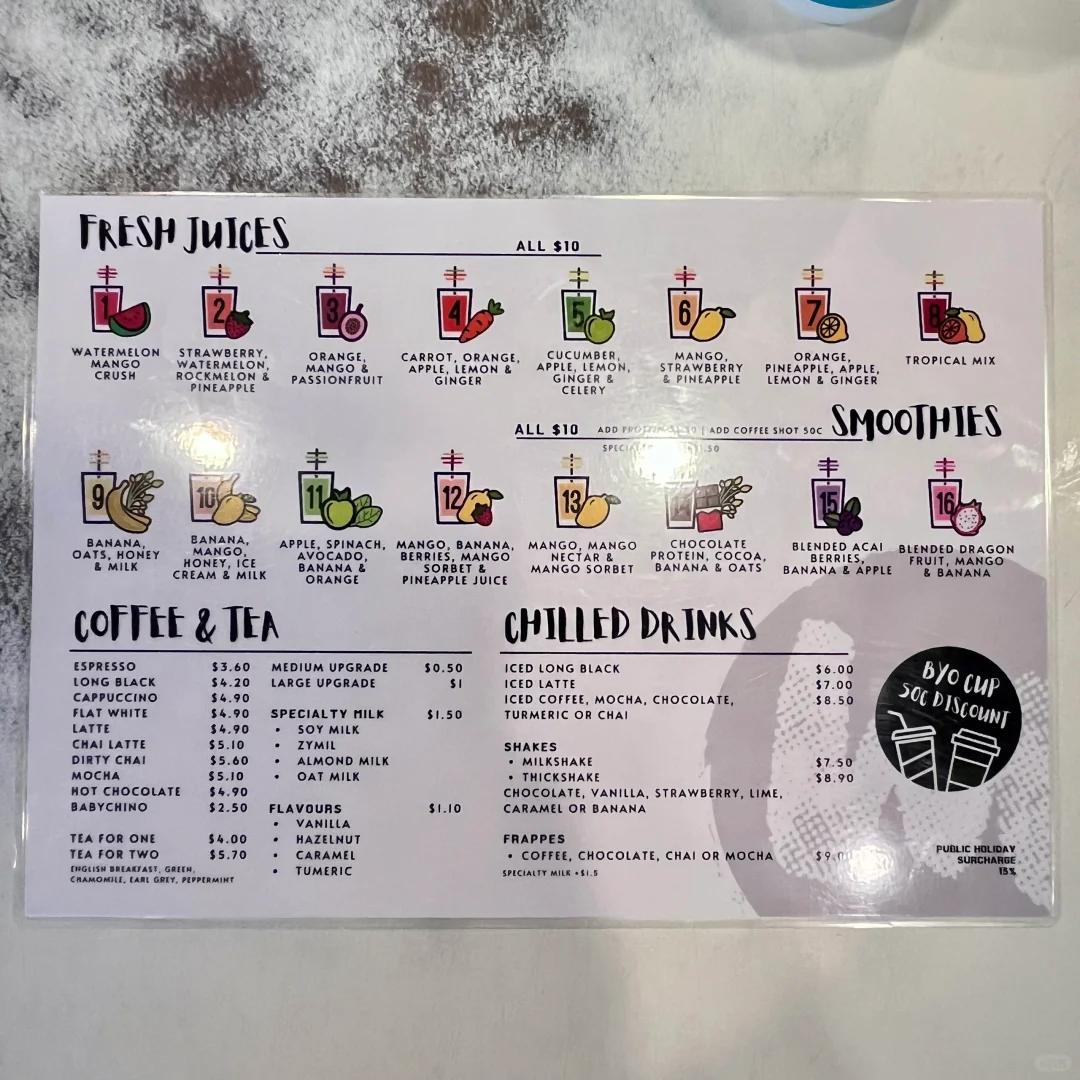 FRESH JUICES
ALL $10
1
WATERMELON
MANGO
CRUSH
2
STRAWBERRY,
WATERMELON,
ROCKMELON &
PINEAPPLE
3
ORANGE,
MANGO &
PASSIONFRUIT
4
CARROT, ORANGE,
APPLE, LEMON &
GINGER
5
CUCUMBER,
APPLE, LEMON,
GINGER &
CELERY
6
MANGO,
STRAWBERRY
& PINEAPPLE
7
ORANGE,
PINEAPPLE, APPLE,
LEMON & GINGER
8
TROPICAL MIX
SMOOTHIES
ALL $10
ADD | ADD COFFEE SHOT 50C
9
BANANA,
OATS, HONEY
& MILK
10
BANANA,
MANGO,
HONEY, ICE
CREAM & MILK
11
APPLE, SPINACH,
AVOCADO,
BANANA &
ORANGE
12
MANGO, BANANA,
BERRIES, MANGO
SORBET &
PINEAPPLE JUICE
13
MANGO, MANGO
NECTAR &
MANGO SORBET
14
CHOCOLATE
PROTEIN, COCOA,
BANANA & OATS
15
BLENDED ACAI
BERRIES,
BANANA & APPLE
16
BLENDED DRAGON
FRUIT, MANGO
& BANANA
COFFEE & TEA
ESPRESSO $3.60
LONG BLACK $4.20
CAPPUCCINO $4.90
FLAT WHITE $4.90
LATTE $4.90
CHAI LATTE $5.10
DIRTY CHAI $5.60
MOCHA $5.10
HOT CHOCOLATE $4.90
BABYCHINO $2.50
TEA FOR ONE $4.00
TEA FOR TWO $5.70
ENGLISH BREAKFAST, GREEN,
CHAMOMILE, EARL GREY, PEPPERMINT
MEDIUM UPGRADE $0.50
LARGE UPGRADE $1
SPECIALTY MILK $1.50
• SOY MILK
• ZYMIL
• ALMOND MILK
• OAT MILK
FLAVOURS $1.10
• VANILLA
• HAZELNUT
• CARAMEL
• TUMERIC
CHILLED DRINKS
ICED LONG BLACK $6.00
ICED LATTE $7.00
ICED COFFEE, MOCHA, CHOCOLATE, $8.50
TURMERIC OR CHAI
SHAKES
• MILKSHAKE $7.50
• THICKSHAKE $8.90
CHOCOLATE, VANILLA, STRAWBERRY, LIME,
CARAMEL OR BANANA
FRAPPES
• COFFEE, CHOCOLATE, CHAI OR MOCHA $9.00
SPECIALTY MILK +$1.5
BYO CUP
50C DISCOUNT
PUBLIC HOLIDAY
SURCHARGE
15%